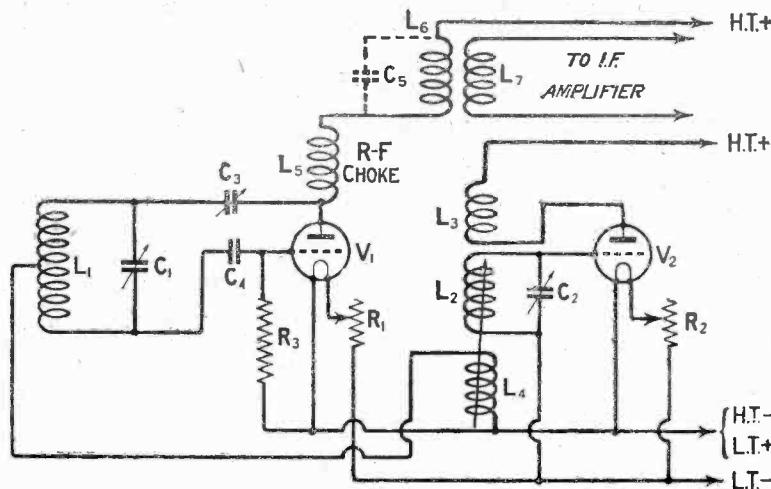 L6
H.T.+
C5
L7
TO I.F.
AMPLIFIER
L5
R-F
CHOKE
H.T.+
C3
L3
L1
C1
C4
V1
V2
L2
C2
R3
R1
R2
L4
H.T.-
L.T.+
L.T.-